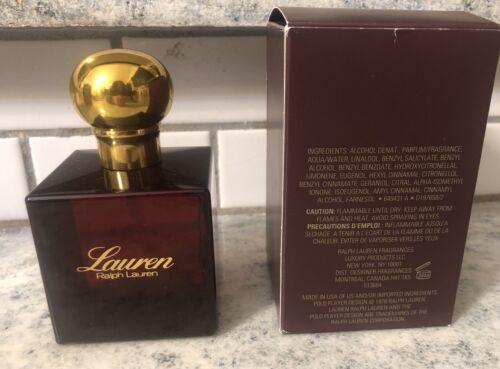 Lauren
Ralph Lauren
INGREDIENTS: ALCOHOL DENAT., PARFUM/FRAGRANCE,
AQUA/WATER, LINALOOL, BENZYL SALICYLATE, BENZYL
ALCOHOL, BENZYL BENZOATE, HYDROXYCITRONELLAL,
LIMONENE, EUGENOL, HEXYL CINNAMAL, CITRONELLOL,
BENZYL CINNAMATE, GERANIOL, CITRAL, ALPHA-ISOMETHYL
IONONE, ISOEUGENOL, AMYL CINNAMAL, CINNAMYL
ALCOHOL, FARNESOL
CAUTION: FLAMMABLE UNTIL DRY. KEEP AWAY FROM
FLAMES AND HEAT. AVOID SPRAYING IN EYES.
PRÉCAUTIONS D'EMPLOI: INFLAMMABLE JUSQU'AU
SÉCHAGE. À TENIR À L'ÉCART DE LA FLAMME OU DE LA
CHALEUR. ÉVITER DE VAPORISER VERS LES YEUX.
RALPH LAUREN FRAGRANCES
LUXURY PRODUCTS LLC
NEW YORK, NY 10001
DIST. DESIGNER FRAGRANCES
MONTREAL, CANADA H4T 1K5
MADE IN USA OF US AND/OR IMPORTED INGREDIENTS.
POLO PLAYER DESIGN © 1978 RALPH LAUREN.
LAUREN RALPH LAUREN AND THE
POLO PLAYER DESIGN ARE TRADEMARKS OF THE
RALPH LAUREN CORPORATION.